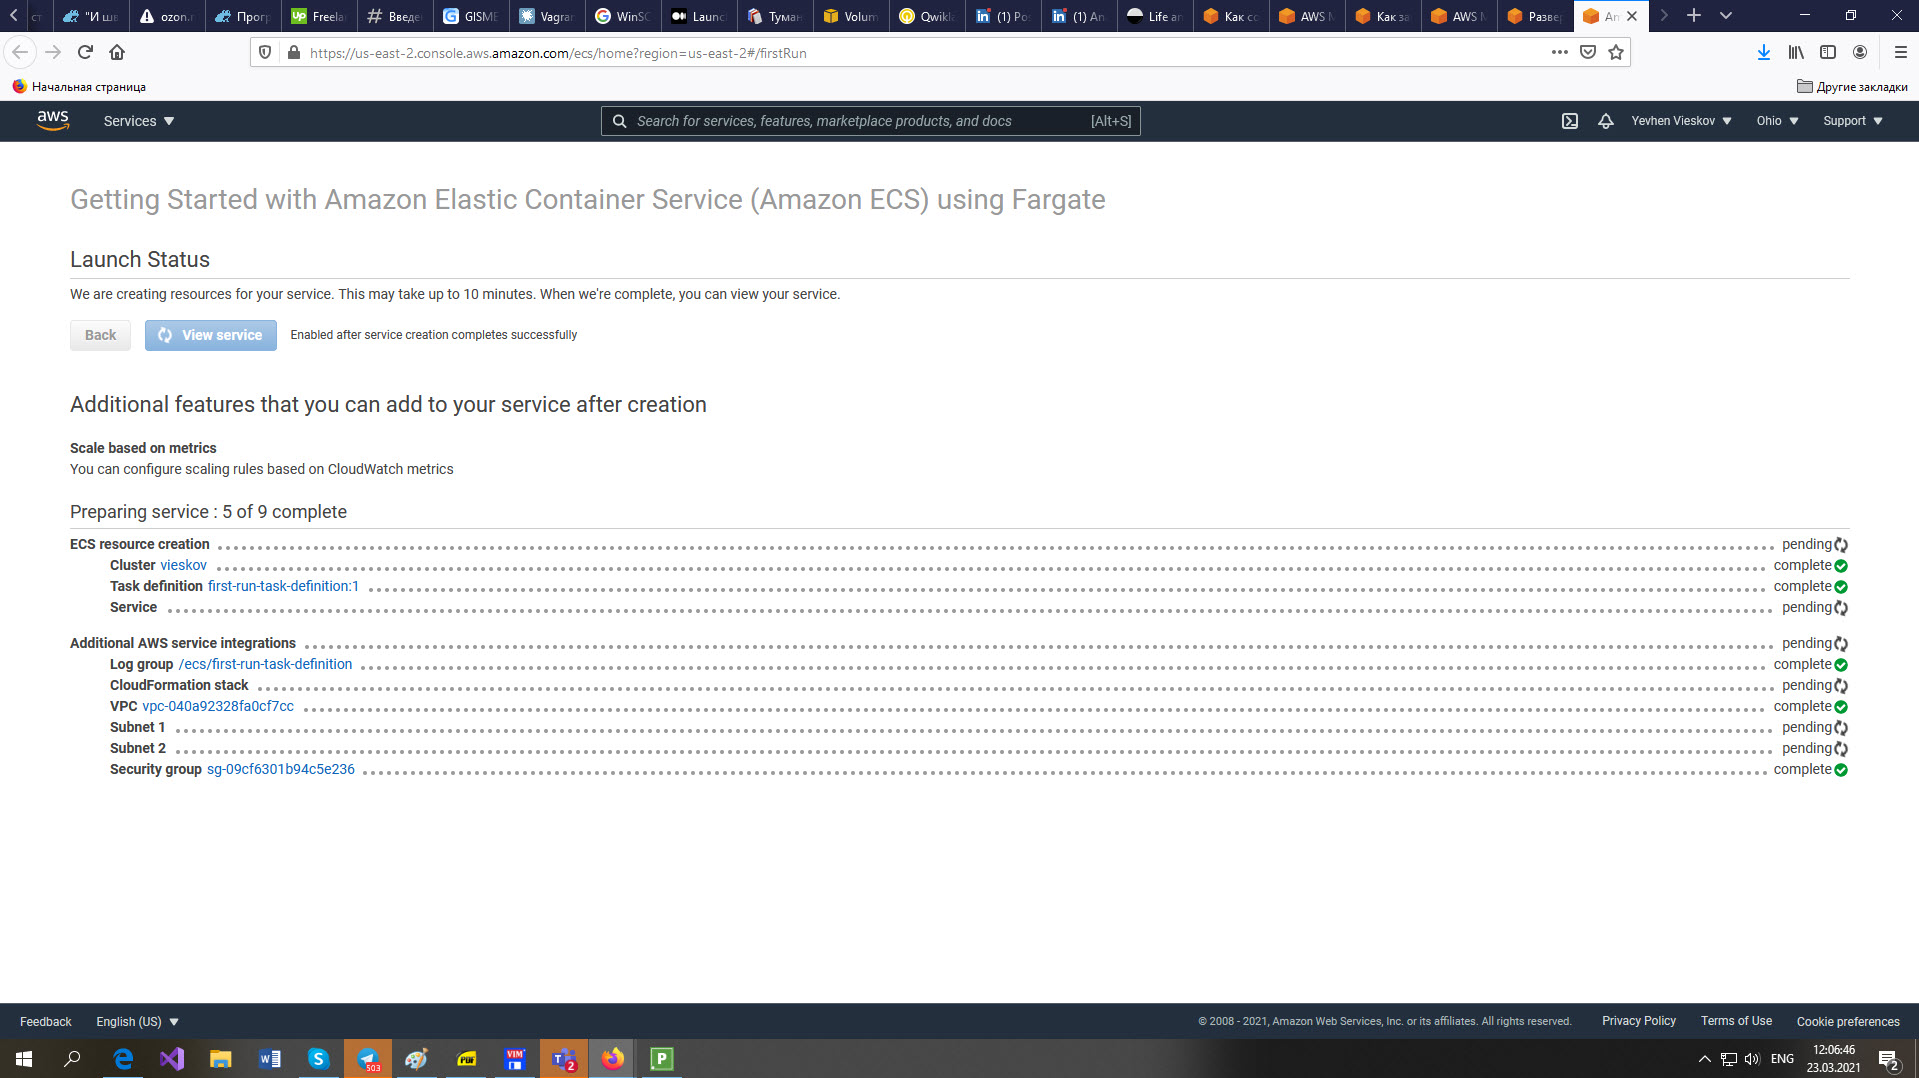 "И шв
ozon.r
Прогр
Up Freela
Введе
GISME
Vagra
WinSC
Launc
Туман
Volum
Qwikl
(1) Po
(1) An
Life an
Как со
AWS M
Как за
AWS M
Развер
Am
https://us-east-2.console.aws.amazon.com/ecs/home?region=us-east-2#/firstRun
Начальная страница
Другие закладки
aws Services Search for services, features, marketplace products, and docs [Alt+S] Yevhen Vieskov Ohio Support
Getting Started with Amazon Elastic Container Service (Amazon ECS) using Fargate
Launch Status
We are creating resources for your service. This may take up to 10 minutes. When we're complete, you can view your service.
Back View service Enabled after service creation completes successfully
Additional features that you can add to your service after creation
Scale based on metrics
You can configure scaling rules based on CloudWatch metrics
Preparing service : 5 of 9 complete
ECS resource creation pending
Cluster vieskov complete
Task definition first-run-task-definition:1 complete
Service pending
Additional AWS service integrations pending
Log group /ecs/first-run-task-definition complete
CloudFormation stack pending
VPC vpc-040a92328fa0cf7cc complete
Subnet 1 pending
Subnet 2 pending
Security group sg-09cf6301b94c5e236 complete
Feedback English (US) © 2008 - 2021, Amazon Web Services, Inc. or its affiliates. All rights reserved. Privacy Policy Terms of Use Cookie preferences
503 PDF VIM 2 P ENG 12:06:46
23.03.2021 2